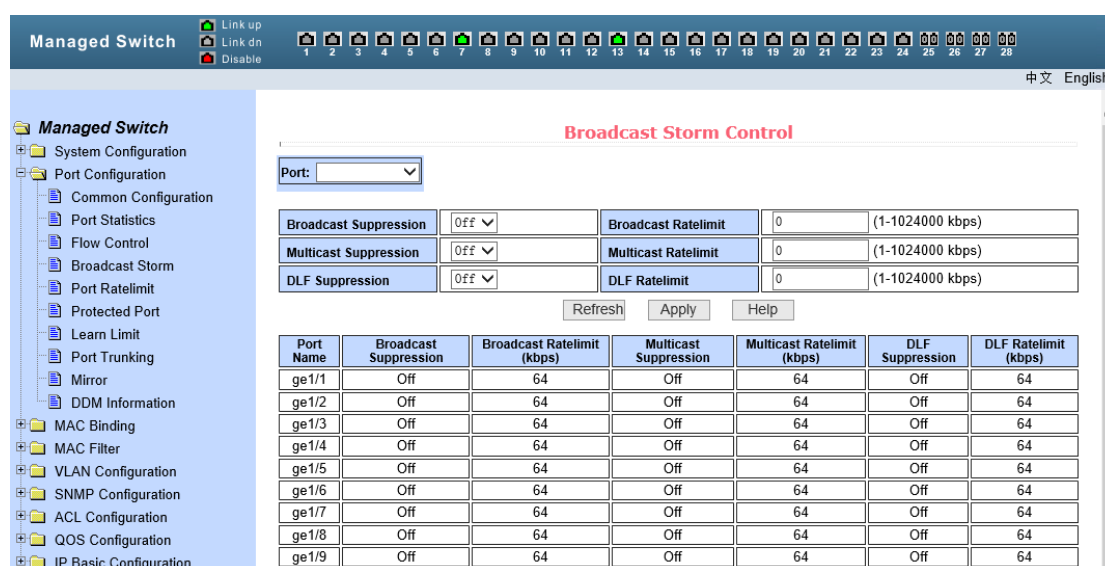 Managed Switch
Link up
Link dn
Disable
1 2 3 4 5 6 7 8 9 10 11 12 13 14 15 16 17 18 19 20 21 22 23 24 25 26 27 28
中文 English
Managed Switch
System Configuration
Port Configuration
Common Configuration
Port Statistics
Flow Control
Broadcast Storm
Port Ratelimit
Protected Port
Learn Limit
Port Trunking
Mirror
DDM Information
MAC Binding
MAC Filter
VLAN Configuration
SNMP Configuration
ACL Configuration
QOS Configuration
IP Basic Configuration
Broadcast Storm Control
Port:
Broadcast Suppression Off Broadcast Ratelimit 0 (1-1024000 kbps)
Multicast Suppression Off Multicast Ratelimit 0 (1-1024000 kbps)
DLF Suppression Off DLF Ratelimit 0 (1-1024000 kbps)
Refresh Apply Help
Port Name Broadcast Suppression Broadcast Ratelimit (kbps) Multicast Suppression Multicast Ratelimit (kbps) DLF Suppression DLF Ratelimit (kbps)
ge1/1 Off 64 Off 64 Off 64
ge1/2 Off 64 Off 64 Off 64
ge1/3 Off 64 Off 64 Off 64
ge1/4 Off 64 Off 64 Off 64
ge1/5 Off 64 Off 64 Off 64
ge1/6 Off 64 Off 64 Off 64
ge1/7 Off 64 Off 64 Off 64
ge1/8 Off 64 Off 64 Off 64
ge1/9 Off 64 Off 64 Off 64